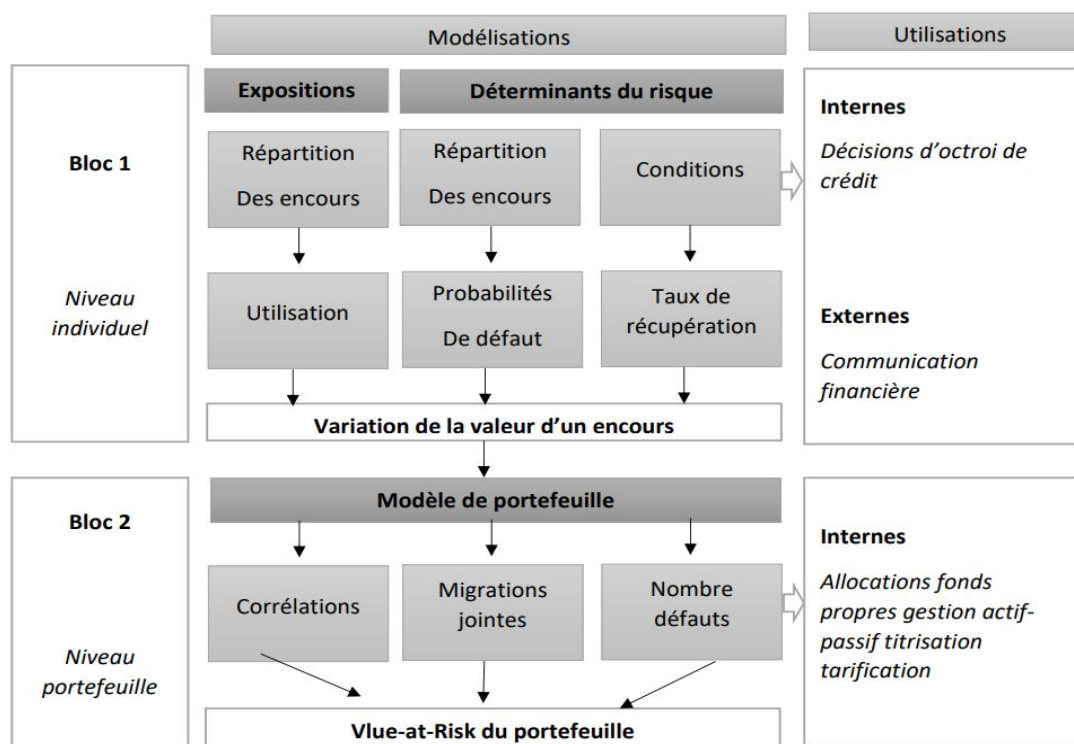 Modélisations
Utilisations
Bloc 1
Niveau
individuel
Expositions
Déterminants du risque
Répartition
Des encours
Répartition
Des encours
Conditions
Utilisation
Probabilités
De défaut
Taux de
récupération
Variation de la valeur d'un encours
Internes
Décisions d'octroi de
crédit
Externes
Communication
financière
Bloc 2
Niveau
portefeuille
Modèle de portefeuille
Corrélations
Migrations
jointes
Nombre
défauts
Vlue-at-Risk du portefeuille
Internes
Allocations fonds
propres gestion actif-
passif titrisation
tarification